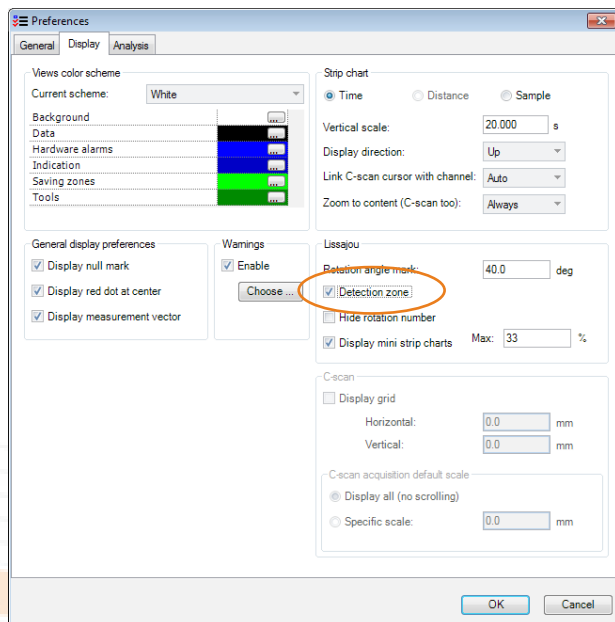 Preferences
General Display Analysis
Views color scheme
Current scheme: White
Background ...
Data ...
Hardware alarms ...
Indication ...
Saving zones ...
Tools ...
Strip chart
Time Distance Sample
Vertical scale: 20.000 s
Display direction: Up
Link C-scan cursor with channel: Auto
Zoom to content (C-scan too): Always
General display preferences
Display null mark
Display red dot at center
Display measurement vector
Warnings
Enable
Choose ...
Lissajou
Rotation angle mark: 40.0 deg
Detection zone
Hide rotation number
Display mini strip charts Max: 33 %
C-scan
Display grid
Horizontal: 0.0 mm
Vertical: 0.0 mm
C-scan acquisition default scale
Display all (no scrolling)
Specific scale: 0.0 mm
OK Cancel